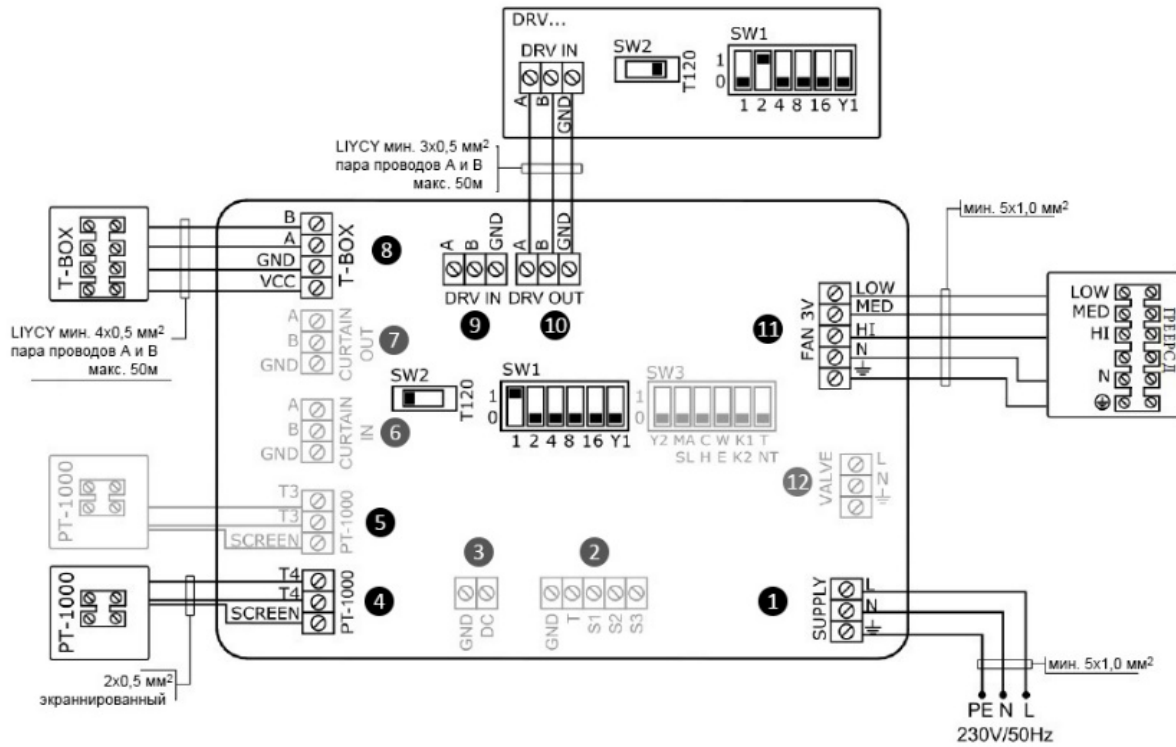 DRV...
DRV IN
SW2
T120
SW1
1
0
1 2 4 8 16 Y1
A
B
GND
LIYCY мин. 3x0,5 мм²
пара проводов А и В
макс. 50м
мин. 5x1,0 мм²
T-BOX
B
A
GND
VCC
T-BOX
8
LIYCY мин. 4x0,5 мм²
пара проводов А и В
макс. 50м
A
B
GND
DRV IN
9
A
B
GND
DRV OUT
10
11
FAN 3V
LOW
MED
HI
N
LOW
MED
HI
N
ГРЕЕРС Д
A
B
GND
CURTAIN
OUT
7
SW2
T120
SW1
1
0
1 2 4 8 16 Y1
SW3
1
0
Y2 MA C W K1 T
SL H E K2 NT
A
B
GND
CURTAIN
IN
6
12
VALVE
L
N
PT-1000
T3
T3
SCREEN
PT-1000
5
PT-1000
T4
T4
SCREEN
PT-1000
4
2x0,5 мм²
экраннированный
3
GND
DC
2
GND
T
S1
S2
S3
1
SUPPLY
L
N
мин. 5x1,0 мм²
PE N L
230V/50Hz